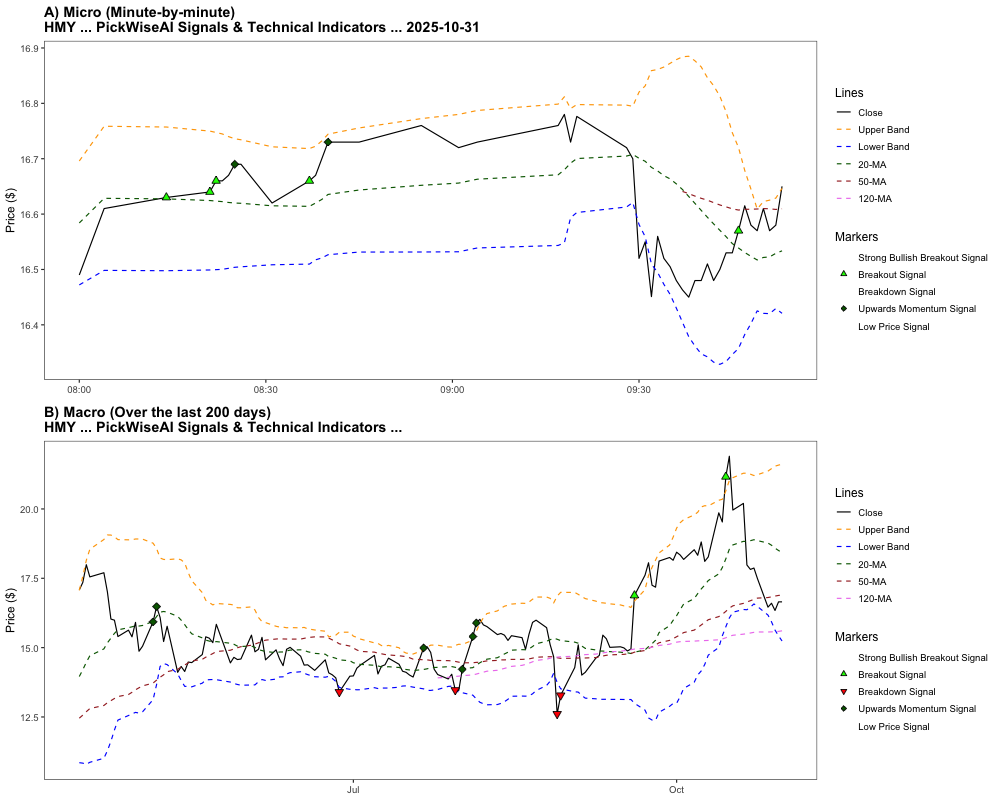 A) Micro (Minute-by-minute)
HMY ... PickWiseAI Signals & Technical Indicators ... 2025-10-31
Price ($)
16.9
16.8
16.7
16.6
16.5
16.4
08:00
08:30
09:00
09:30
Lines
Close
Upper Band
Lower Band
20-MA
50-MA
120-MA
Markers
Strong Bullish Breakout Signal
Breakout Signal
Breakdown Signal
Upwards Momentum Signal
Low Price Signal
B) Macro (Over the last 200 days)
HMY ... PickWiseAI Signals & Technical Indicators ...
Price ($)
20.0
17.5
15.0
12.5
Jul
Oct
Lines
Close
Upper Band
Lower Band
20-MA
50-MA
120-MA
Markers
Strong Bullish Breakout Signal
Breakout Signal
Breakdown Signal
Upwards Momentum Signal
Low Price Signal